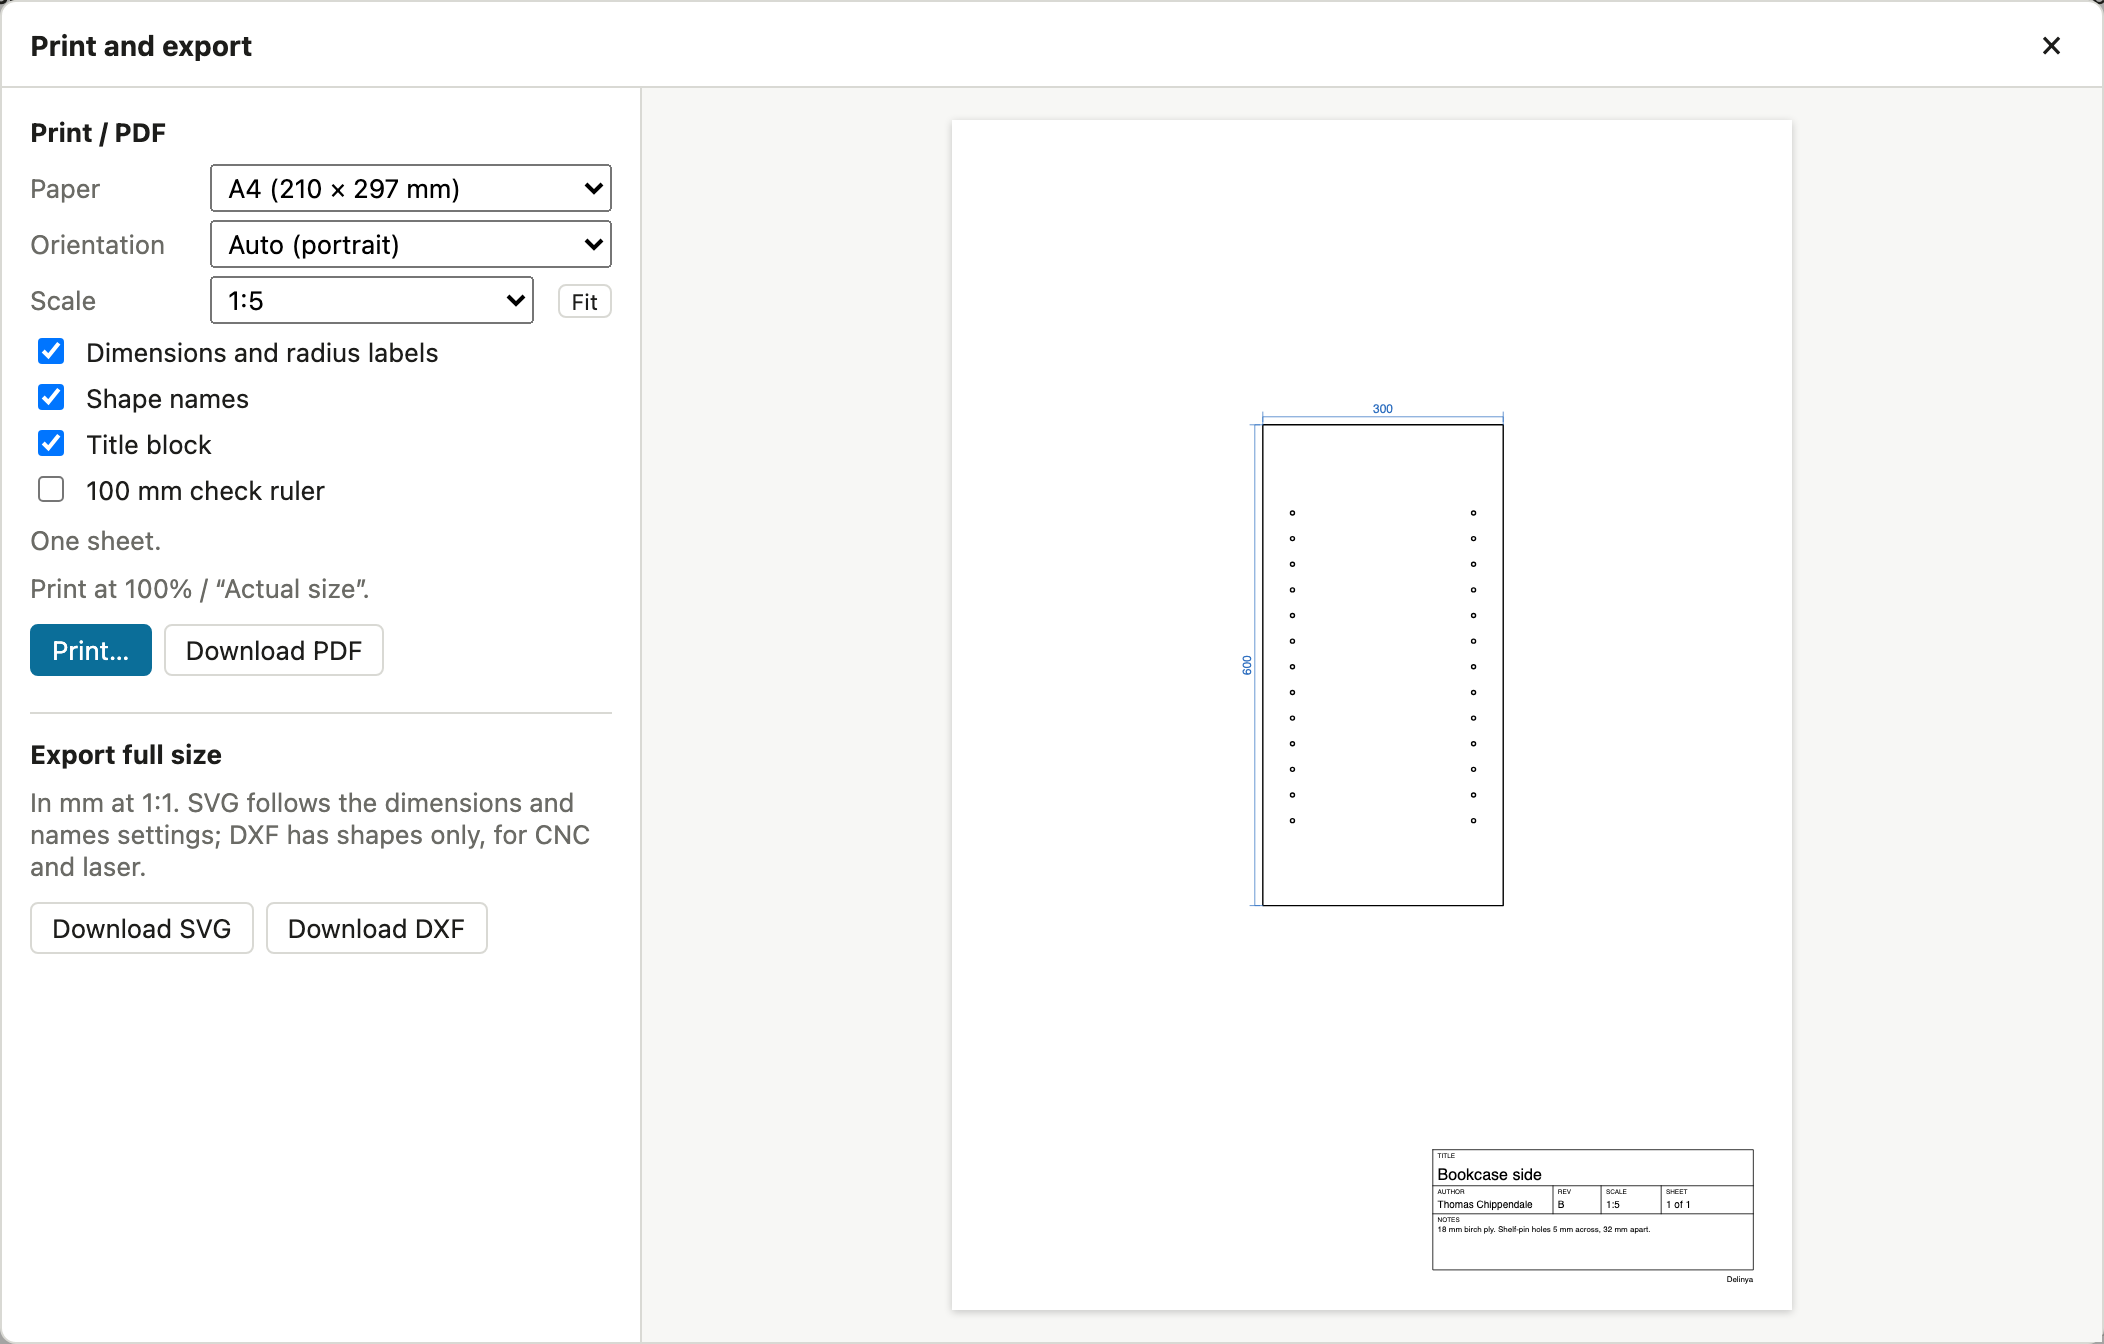 Print and export
Print / PDF
Paper
A4 (210 × 297 mm)
Orientation
Auto (portrait)
Scale
1:5
Fit
Dimensions and radius labels
Shape names
Title block
100 mm check ruler
One sheet.
Print at 100% / “Actual size”.
Print…
Download PDF
Export full size
In mm at 1:1. SVG follows the dimensions and
names settings; DXF has shapes only, for CNC
and laser.
Download SVG
Download DXF
300
600
TITLE
Bookcase side
AUTHOR
Thomas Chippendale
REV
B
SCALE
1:5
SHEET
1 of 1
NOTES
18 mm birch ply. Shelf-pin holes 5 mm across, 32 mm apart.
Delinya